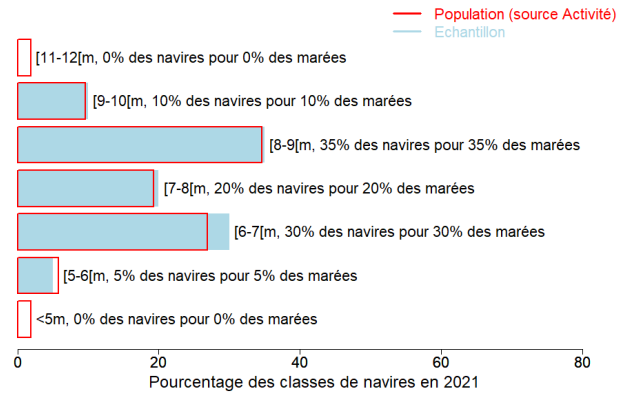 Population (source Activité)
Echantillon
[11-12[m, 0% des navires pour 0% des marées
[9-10[m, 10% des navires pour 10% des marées
[8-9[m, 35% des navires pour 35% des marées
[7-8[m, 20% des navires pour 20% des marées
[6-7[m, 30% des navires pour 30% des marées
[5-6[m, 5% des navires pour 5% des marées
<5m, 0% des navires pour 0% des marées
0 20 40 60 80
Pourcentage des classes de navires en 2021